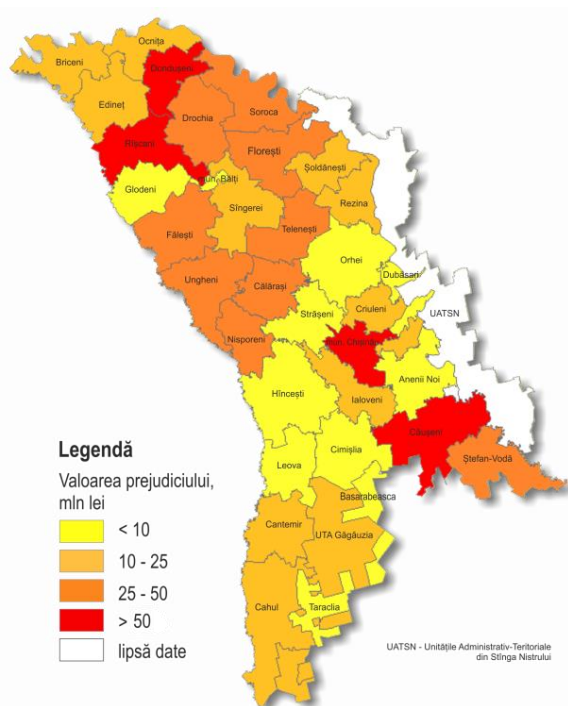 Ocnița
Briceni
Dondușeni
Edineț
Soroca
Drochia
Rîșcani
Florești
Șoldănești
mun. Bălți
Glodeni
Rezina
Sîngerei
Telenești
Fălești
Orhei
Dubăsari
Ungheni
Călărași
Criuleni
UATSN
Strășeni
Nisporeni
mun. Chișinău
Anenii Noi
Hîncești
Ialoveni
Căușeni
Cimișlia
Ștefan-Vodă
Leova
Basarabeasca
Cantemir
UTA Găgăuzia
Cahul
Taraclia
Legendă
Valoarea prejudiciului,
mln lei
< 10
10 - 25
25 - 50
> 50
lipsă date
UATSN - Unitățile Administrativ-Teritoriale
din Stînga Nistrului